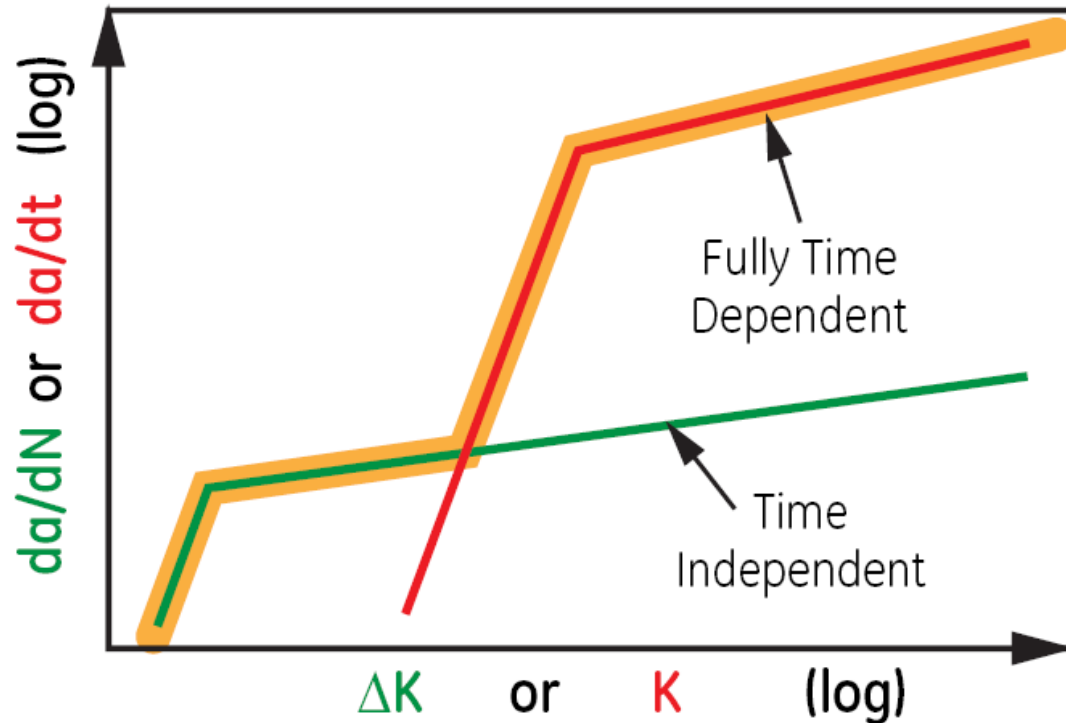 da/dN or da/dt (log)
Fully Time
Dependent
Time
Independent
ΔK or K (log)